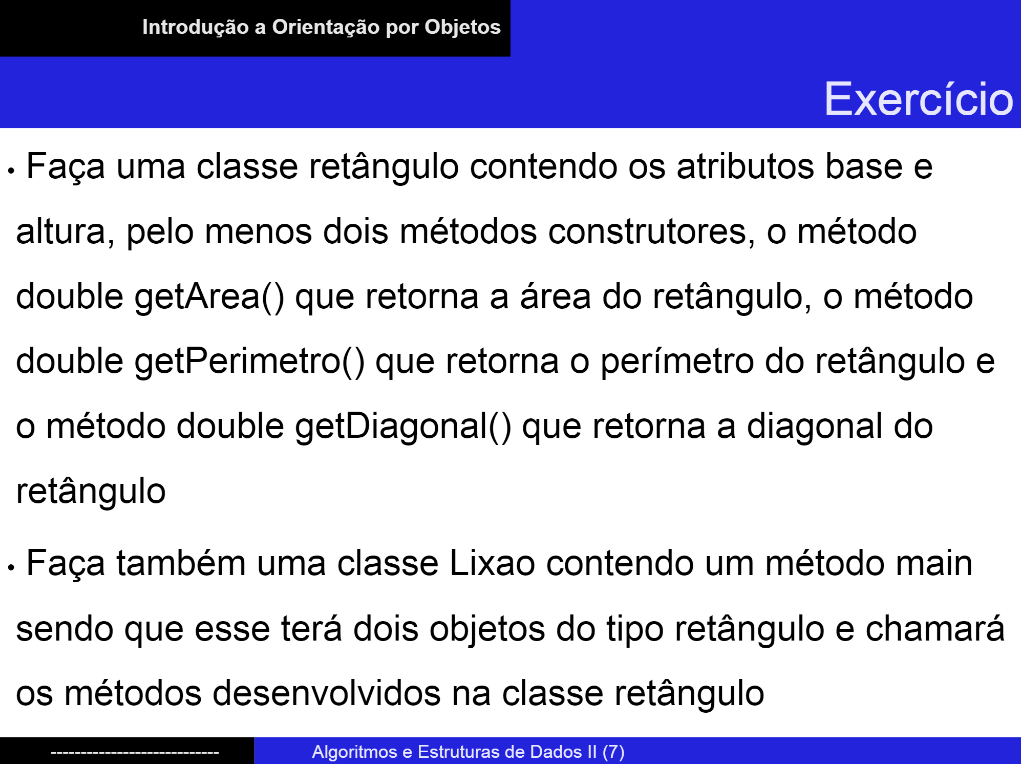 Introdução a Orientação por Objetos
Exercício
• Faça uma classe retângulo contendo os atributos base e
altura, pelo menos dois métodos construtores, o método
double getArea() que retorna a área do retângulo, o método
double getPerimetro() que retorna o perímetro do retângulo e
o método double getDiagonal() que retorna a diagonal do
retângulo
• Faça também uma classe Lixao contendo um método main
sendo que esse terá dois objetos do tipo retângulo e chamará
os métodos desenvolvidos na classe retângulo
---------------------------- Algoritmos e Estruturas de Dados II (7)